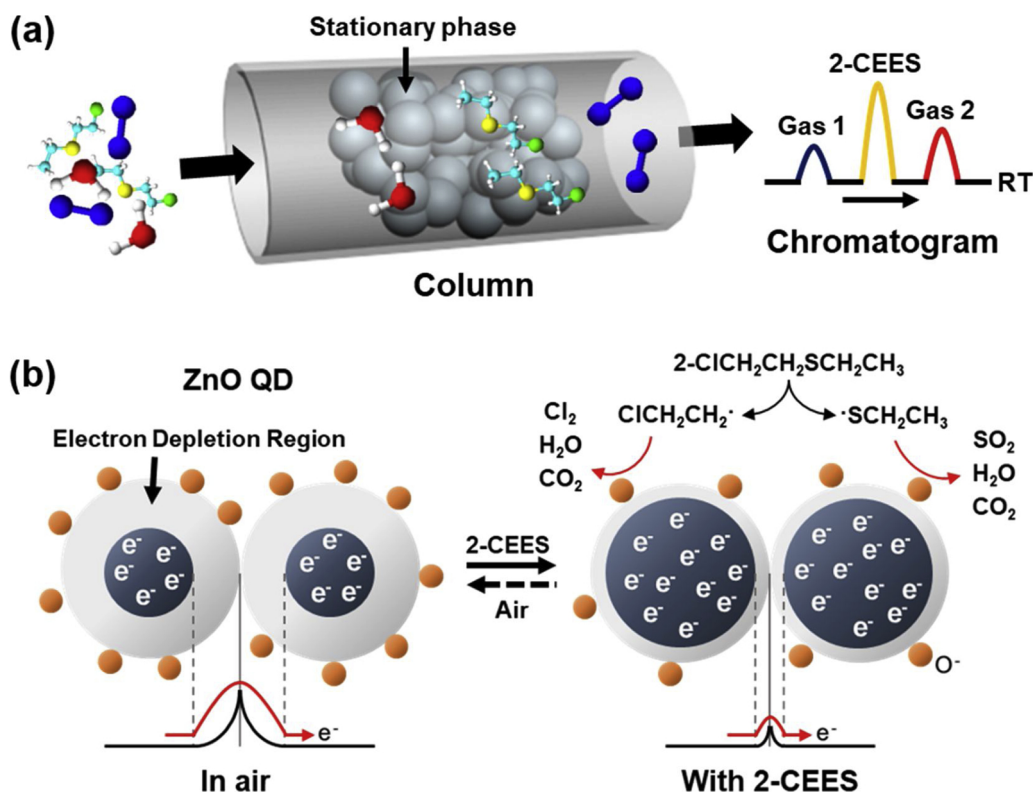 (a)
Stationary phase
2-CEES
Gas 1
Gas 2
RT
Chromatogram
Column
(b)
ZnO QD
Electron Depletion Region
2-ClCH₂CH₂SCH₂CH₃
ClCH₂CH₂·
·SCH₂CH₃
Cl₂
H₂O
CO₂
SO₂
H₂O
CO₂
e⁻ e⁻ e⁻ e⁻ e⁻
e⁻ e⁻ e⁻ e⁻ e⁻
2-CEES
Air
e⁻ e⁻ e⁻ e⁻ e⁻ e⁻ e⁻ e⁻ e⁻ e⁻ e⁻
e⁻ e⁻ e⁻ e⁻ e⁻ e⁻ e⁻ e⁻ e⁻ e⁻ e⁻
O⁻
e⁻
e⁻
In air
With 2-CEES